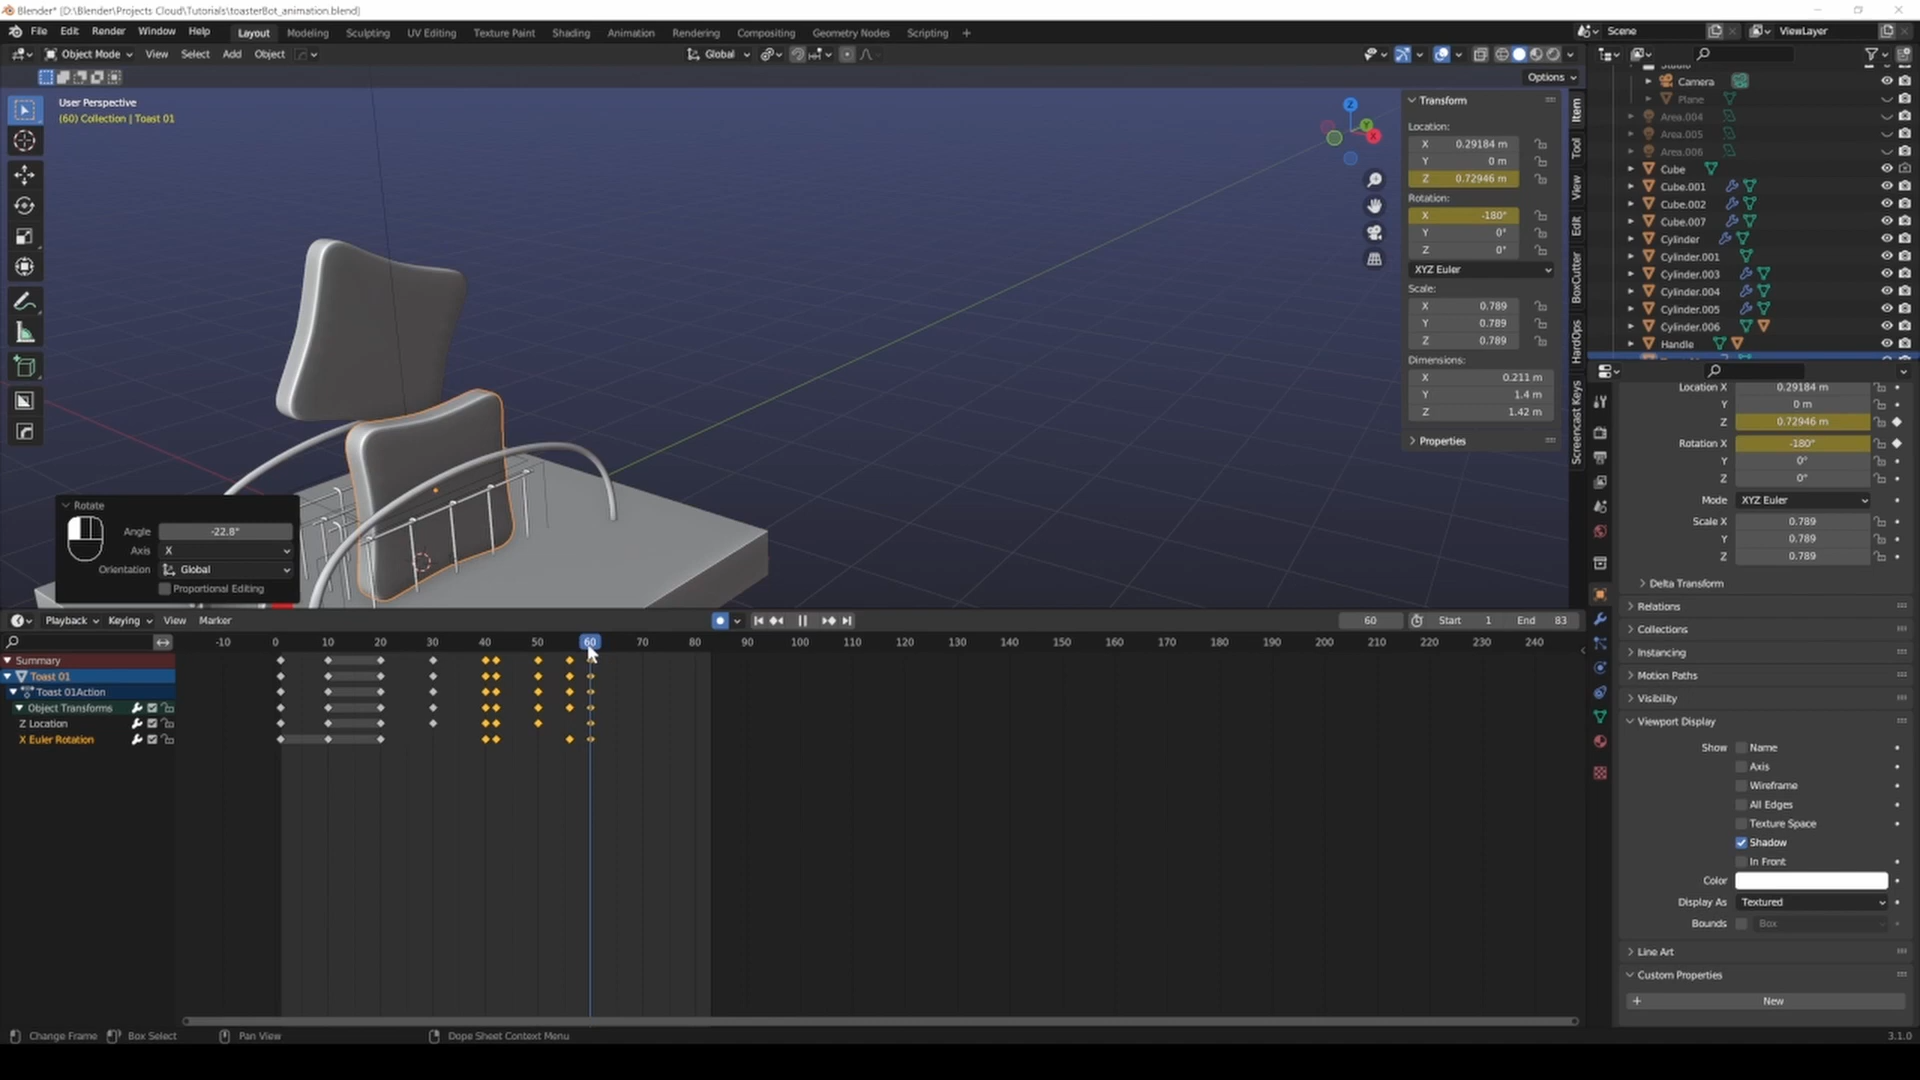 Blender* [D:\Blender\Projects Cloud\Tutorials\toasterBot_animation.blend]
File Edit Render Window Help Layout Modeling Sculpting UV Editing Texture Paint Shading Animation Rendering Compositing Geometry Nodes Scripting + Scene ViewLayer
Object Mode View Select Add Object Global
Options
User Perspective
(60) Collection | Toast 01
Z
Y
X
Transform
Location:
X 0.29184 m
Y 0 m
Z 0.72946 m
Rotation:
X -180°
Y 0°
Z 0°
XYZ Euler
Scale:
X 0.789
Y 0.789
Z 0.789
Dimensions:
X 0.211 m
Y 1.4 m
Z 1.42 m
Properties
Item
Tool
View
Edit
BoxCutter
HardOps
Screencast Keys
Camera
Plane
Area.004
Area.005
Area.006
Cube
Cube.001
Cube.002
Cube.007
Cylinder
Cylinder.001
Cylinder.003
Cylinder.004
Cylinder.005
Cylinder.006
Handle
Location X 0.29184 m
Y 0 m
Z 0.72946 m
Rotation X -180°
Y 0°
Z 0°
Mode XYZ Euler
Scale X 0.789
Y 0.789
Z 0.789
Delta Transform
Relations
Collections
Instancing
Motion Paths
Visibility
Viewport Display
Show Name
Axis
Wireframe
All Edges
Texture Space
Shadow
In Front
Color
Display As Textured
Bounds Box
Line Art
Custom Properties
+ New
Rotate
Angle -22.8°
Axis X
Orientation Global
Proportional Editing
Playback Keying View Marker 60 Start 1 End 83
-10 0 10 20 30 40 50 60 70 80 90 100 110 120 130 140 150 160 170 180 190 200 210 220 230 240
Summary
Toast 01
Toast 01Action
Object Transforms
Z Location
X Euler Rotation
Change Frame Box Select Pan View Dope Sheet Context Menu 3.1.0